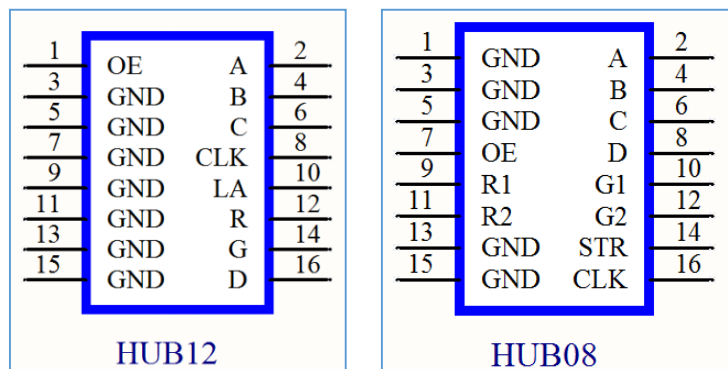 1 OE A 2
3 GND B 4
5 GND C 6
7 GND CLK 8
9 GND LA 10
11 GND R 12
13 GND G 14
15 GND D 16
HUB12
1 GND A 2
3 GND B 4
5 GND C 6
7 OE D 8
9 R1 G1 10
11 R2 G2 12
13 GND STR 14
15 GND CLK 16
HUB08